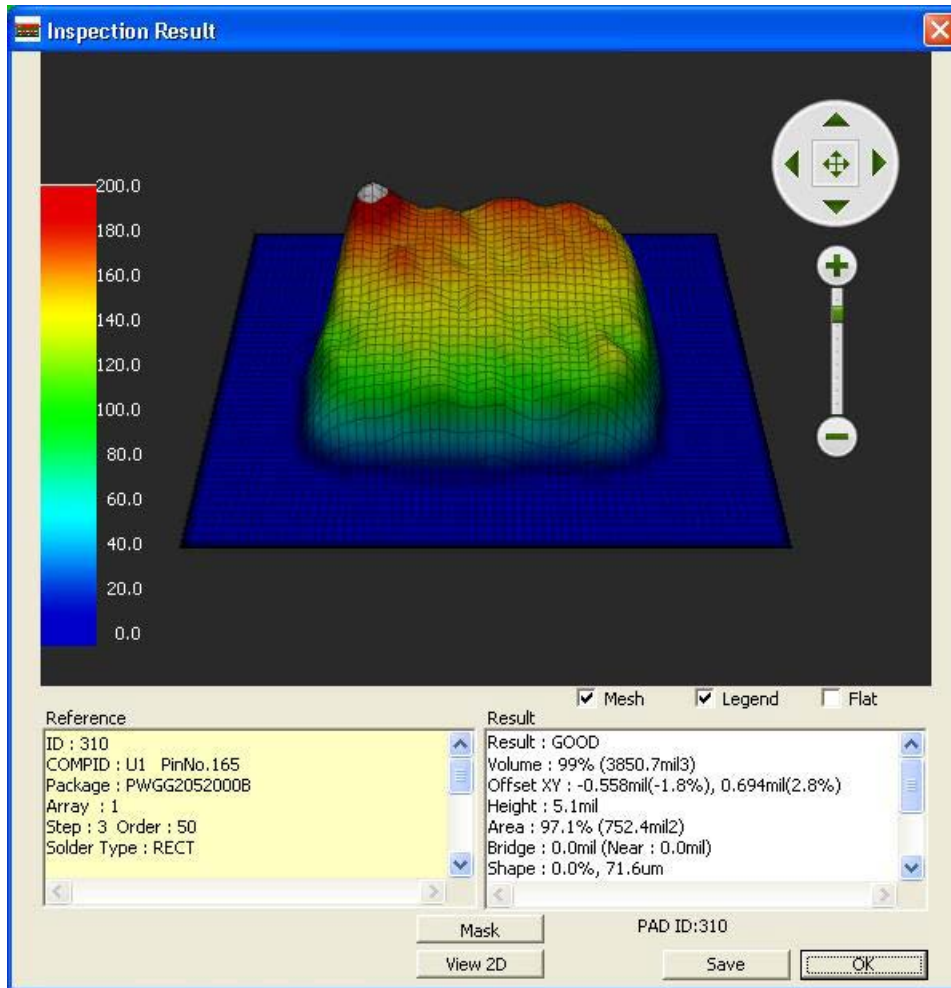 Inspection Result
200.0
180.0
160.0
140.0
120.0
100.0
80.0
60.0
40.0
20.0
0.0
Mesh Legend Flat
Reference
ID : 310
COMPID : U1 PinNo.165
Package : PWGG2052000B
Array : 1
Step : 3 Order : 50
Solder Type : RECT
Result
Result : GOOD
Volume : 99% (3850.7mil3)
Offset XY : -0.558mil(-1.8%), 0.694mil(2.8%)
Height : 5.1mil
Area : 97.1% (752.4mil2)
Bridge : 0.0mil (Near : 0.0mil)
Shape : 0.0%, 71.6um
Mask
PAD ID:310
View 2D
Save
OK